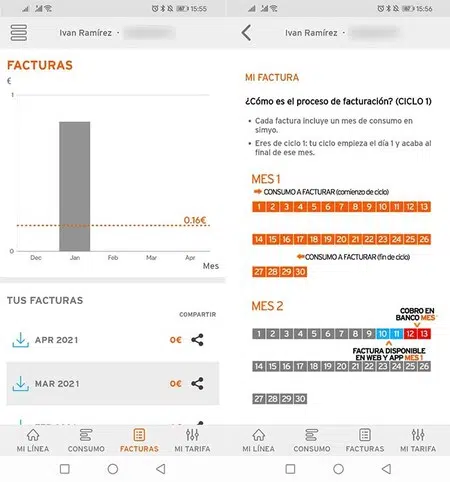 15:55
Ivan Ramírez ·
FACTURAS
€
1
0.16€
0
Dec Jan Feb Mar Apr
Mes
TUS FACTURAS
COMPARTIR
APR 2021 0€
MAR 2021 0€
MI LÍNEA CONSUMO FACTURAS MI TARIFA
15:56
Ivan Ramírez ·
MI FACTURA
¿Cómo es el proceso de facturación? (CICLO 1)
• Cada factura incluye un mes de consumo en
simyo.
• Eres de ciclo 1: tu ciclo empieza el día 1 y acaba al
final de ese mes.
MES 1
CONSUMO A FACTURAR (comienzo de ciclo)
1 2 3 4 5 6 7 8 9 10 11 12 13
14 15 16 17 18 19 20 21 22 23 24 25 26
CONSUMO A FACTURAR (fin de ciclo)
27 28 29 30
MES 2
COBRO EN
BANCO MES
1 2 3 4 5 6 7 8 9 10 11 12 13
FACTURA DISPONIBLE
EN WEB Y APP MES 1
14 15 16 17 18 19 20 21 22 23 24 25 26
27 28 29 30
MI LÍNEA CONSUMO FACTURAS MI TARIFA